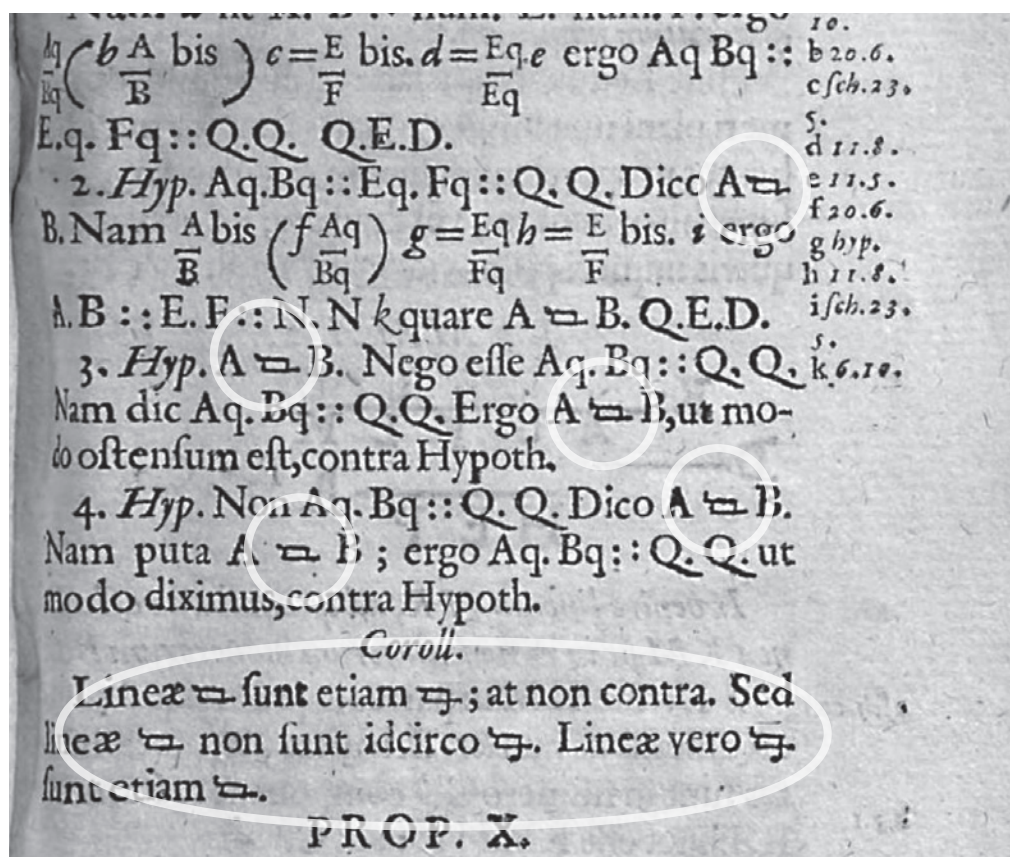 ergo 10.
Aq/Bq (b A/B bis) c=E/F bis. d=Eq/Eq e ergo Aq Bq :: b 20.6.
cſch.23.
E.q. Fq :: Q.Q. Q.E.D. 5.
d 11.8.
2. Hyp. Aq.Bq :: Eq. Fq :: Q. Q. Dico A e 11.5.
f 20.6.
B. Nam A/B bis (f Aq/Bq) g=Eq/Fq h= E/F bis. i ergo g hyp.
h 11.8.
A. B :: E. F :: N. N k quare A B. Q.E.D. iſch.23.
5.
3. Hyp. A B. Nego eſſe Aq. Bq :: Q. Q. k 6.10.
Nam dic Aq. Bq :: Q.Q. Ergo A B, ut mo-
do oſtenſum eſt, contra Hypoth.
4. Hyp. Non Aq. Bq :: Q. Q. Dico A B.
Nam puta A B ; ergo Aq. Bq :: Q. Q. ut
modo diximus, contra Hypoth.
Coroll.
Lineæ ſunt etiam ; at non contra. Sed
lineæ non ſunt idcirco . Lineæ vero
ſunt etiam .
PROP. X.